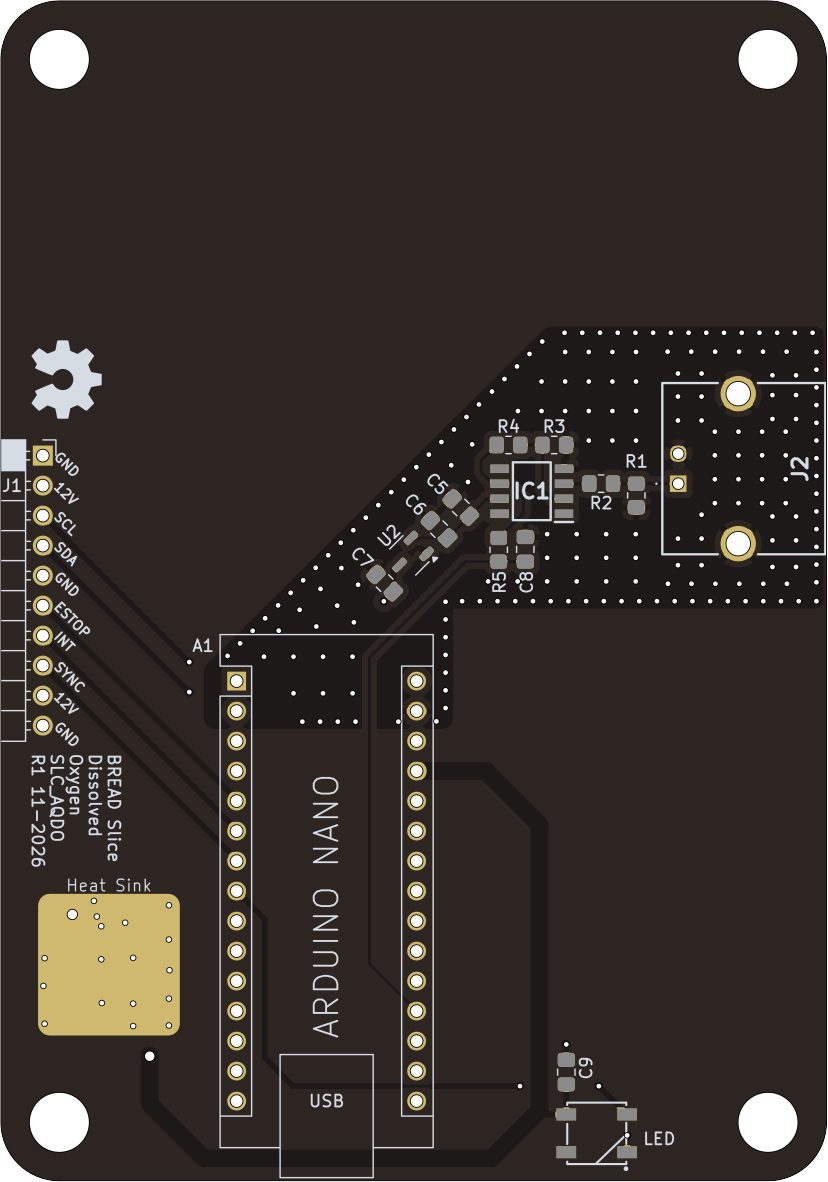 R4
R3
R1
J2
IC1
C5
R2
C6
U2
C7
R5
C8
J1
GND
12V
SCL
SDA
GND
ESTOP
INT
SYNC
12V
GND
A1
BREAD Slice
Dissolved
Oxygen
SLC_AQDO
R1 11-2026
Heat Sink
ARDUINO NANO
USB
C9
LED